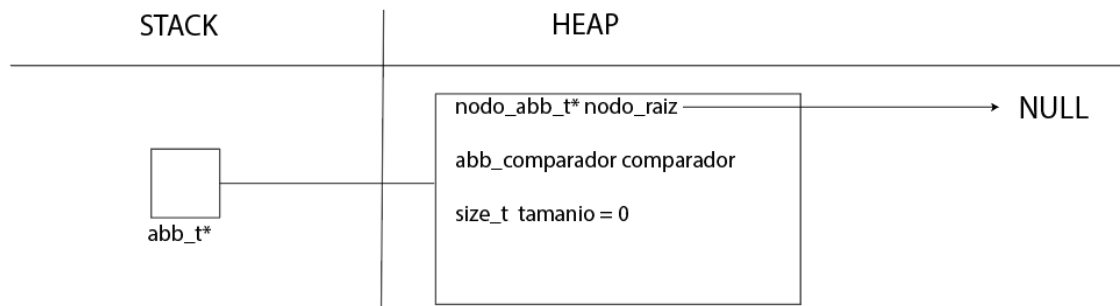 STACK
HEAP
nodo_abb_t* nodo_raiz
NULL
abb_comparador comparador
size_t tamanio = 0
abb_t*